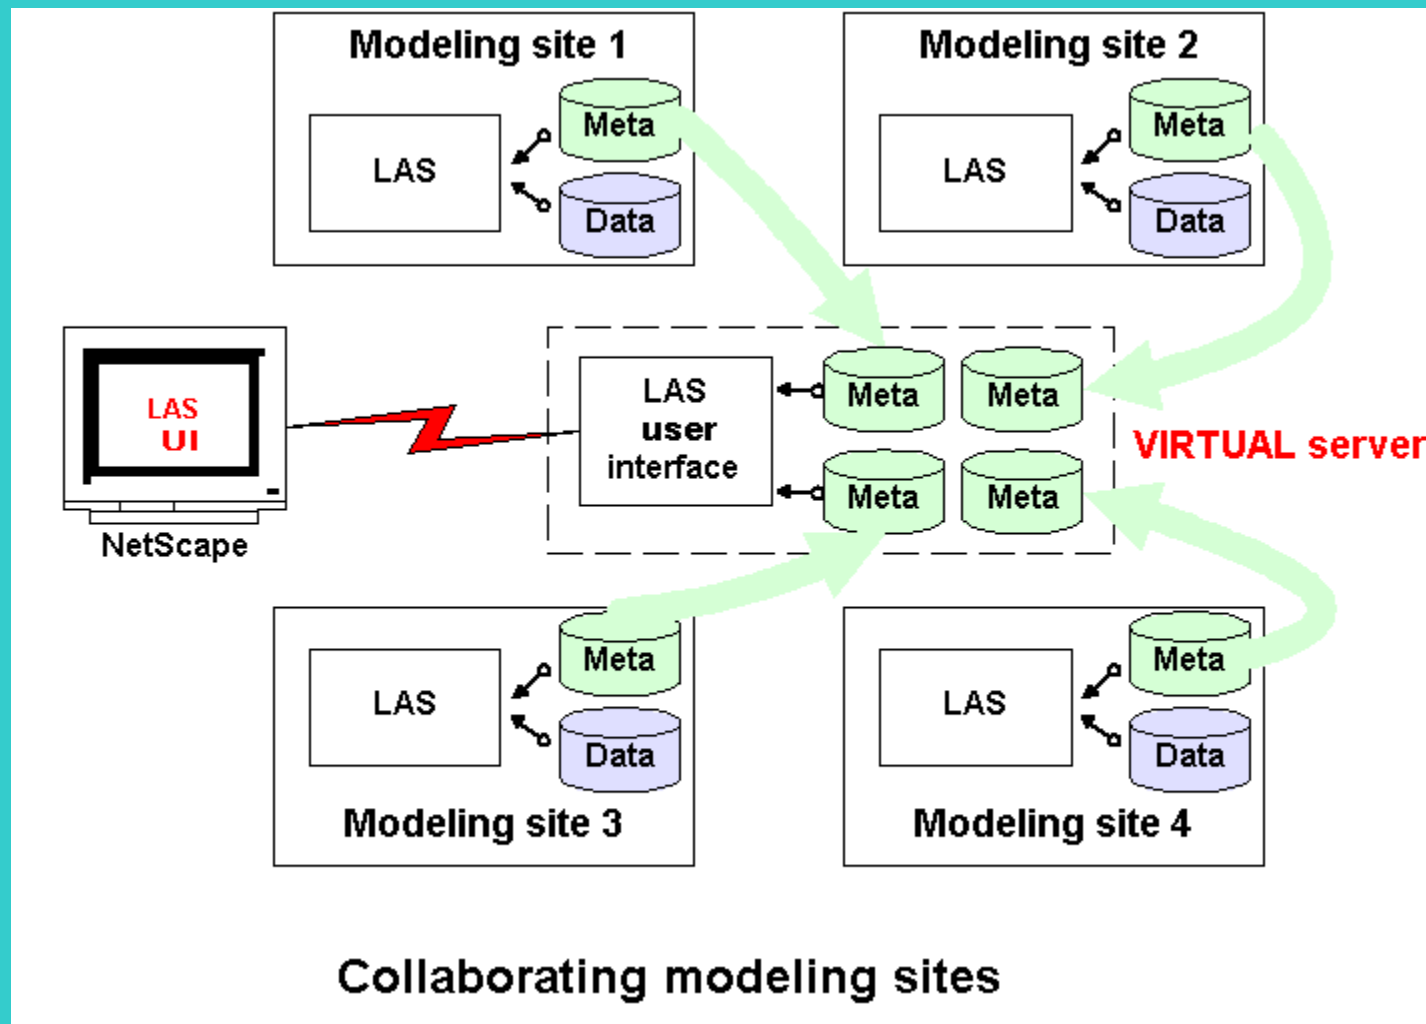 Modeling site 1
LAS
Meta
Data
Modeling site 2
LAS
Meta
Data
LAS
UI
NetScape
LAS
user
interface
Meta
Meta
Meta
Meta
VIRTUAL server
LAS
Meta
Data
Modeling site 3
LAS
Meta
Data
Modeling site 4
Collaborating modeling sites